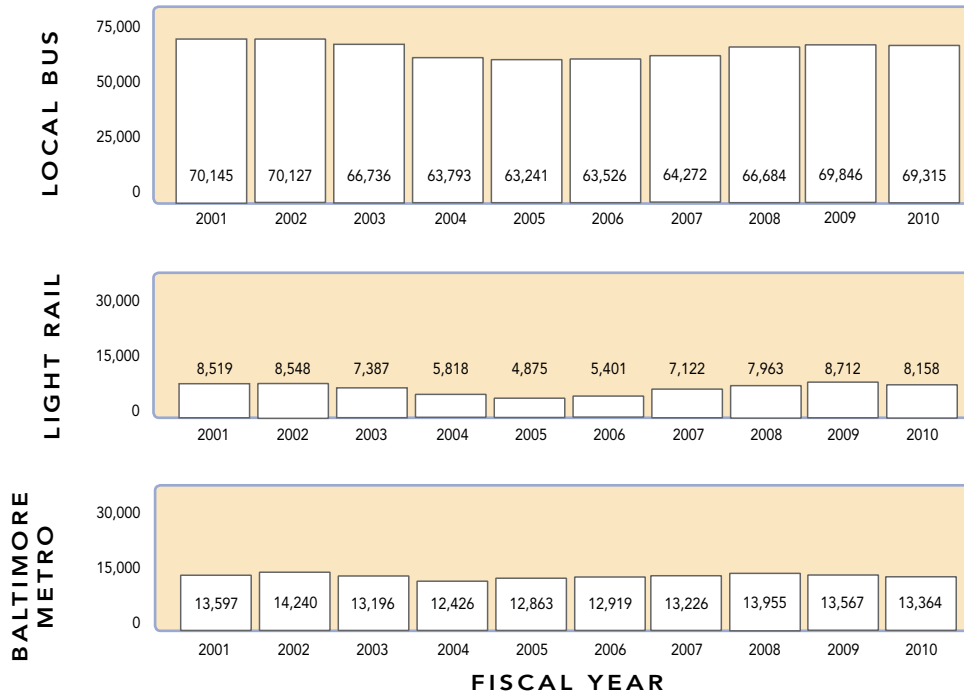 LOCAL BUS
75,000
50,000
25,000
0
70,145 70,127 66,736 63,793 63,241 63,526 64,272 66,684 69,846 69,315
2001 2002 2003 2004 2005 2006 2007 2008 2009 2010
LIGHT RAIL
30,000
15,000
0
8,519 8,548 7,387 5,818 4,875 5,401 7,122 7,963 8,712 8,158
2001 2002 2003 2004 2005 2006 2007 2008 2009 2010
BALTIMORE
METRO
30,000
15,000
0
13,597 14,240 13,196 12,426 12,863 12,919 13,226 13,955 13,567 13,364
2001 2002 2003 2004 2005 2006 2007 2008 2009 2010
FISCAL YEAR